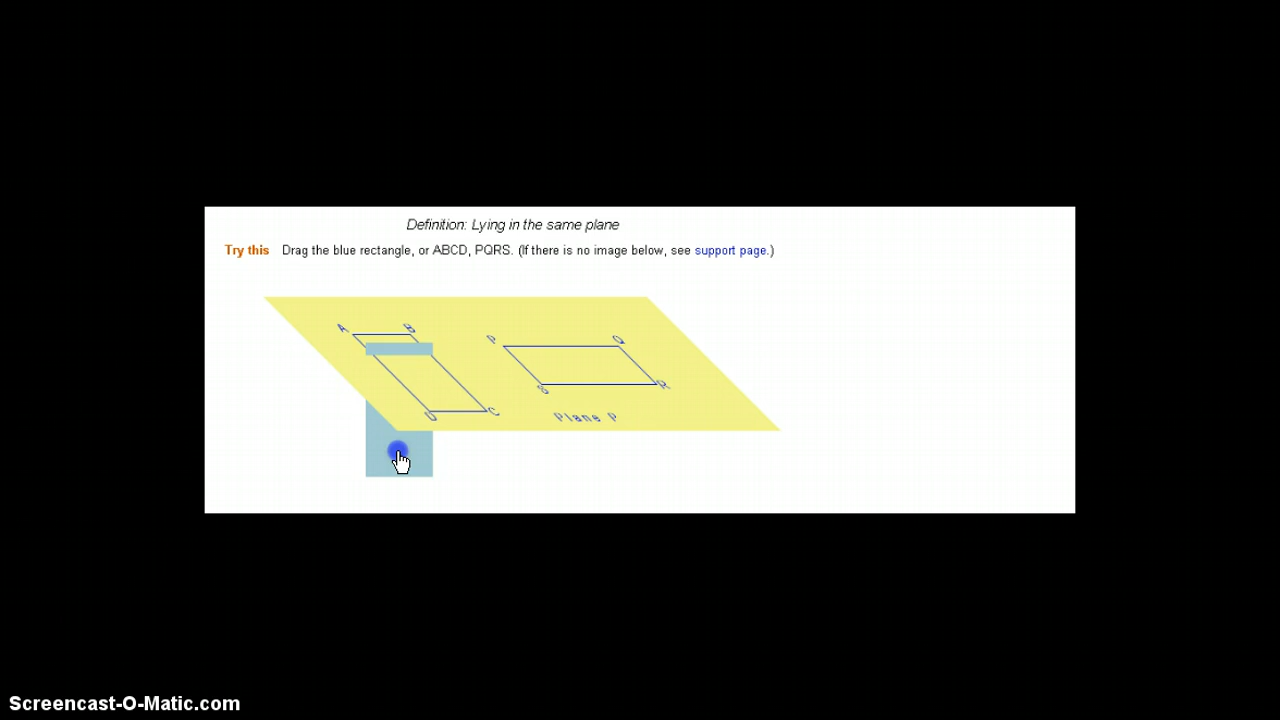 Definition: Lying in the same plane
Try this Drag the blue rectangle, or ABCD, PQRS. (If there is no image below, see support page.)
A B
P Q
S R
D C
Plane P
Screencast-O-Matic.com